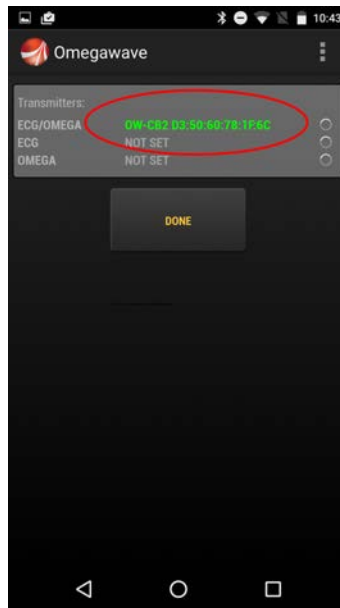 10:43
Omegawave
Transmitters:
ECG/OMEGA OW-CB2 D3:50:60:78:1F:6C
ECG NOT SET
OMEGA NOT SET
DONE